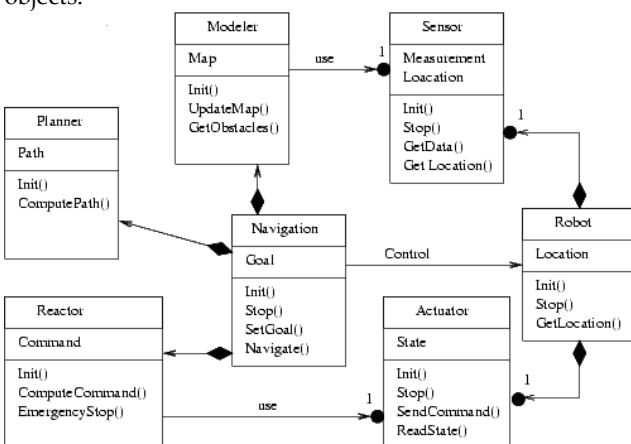 objects.
Modeler
Map
Init()
UpdateMap()
GetObstacles()
use
1
Sensor
Measurement
Loacation
Init()
Stop()
GetData()
Get Location()
1
Planner
Path
Init()
ComputePath()
Navigation
Goal
Init()
Stop()
SetGoal()
Navigate()
Control
Robot
Location
Init()
Stop()
GetLocation()
Reactor
Command
Init()
ComputeCommand()
EmergencyStop()
use
1
Actuator
State
Init()
Stop()
SendCommand()
ReadState()
1